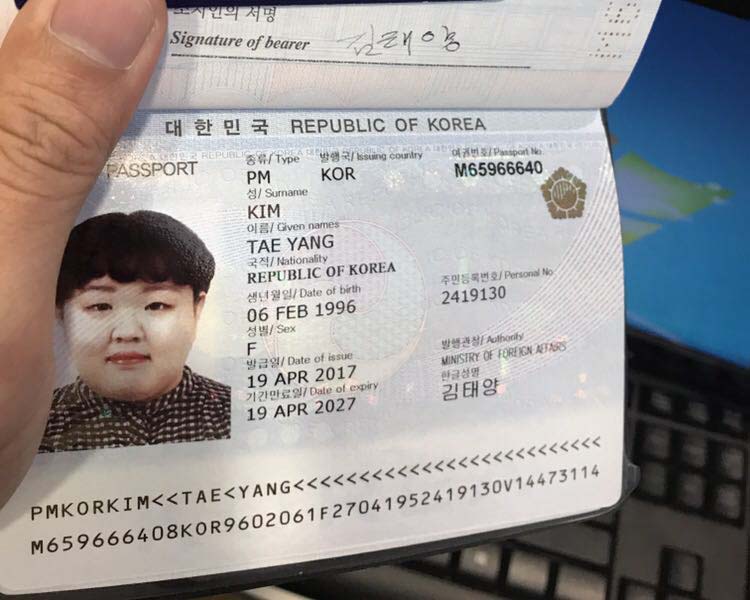 소지인의 서명
Signature of bearer 김태양
대한민국 REPUBLIC OF KOREA
PASSPORT
종류/Type 발행국/Issuing country 여권번호/Passport No.
PM KOR M65966640
성/Surname
KIM
이름/Given names
TAE YANG
국적/Nationality
REPUBLIC OF KOREA
생년월일/Date of birth 주민등록번호/Personal No.
06 FEB 1996 2419130
성별/Sex
F
발급일/Date of issue 발행관청/Authority
19 APR 2017 MINISTRY OF FOREIGN AFFAIRS
기간만료일/Date of expiry 한글성명
19 APR 2027 김태양
PMKORKIM<<TAE<YANG<<<<<<<<<<<<<<<<<<<<<<<<<<
M659666408KOR9602061F27041952419130V14473114